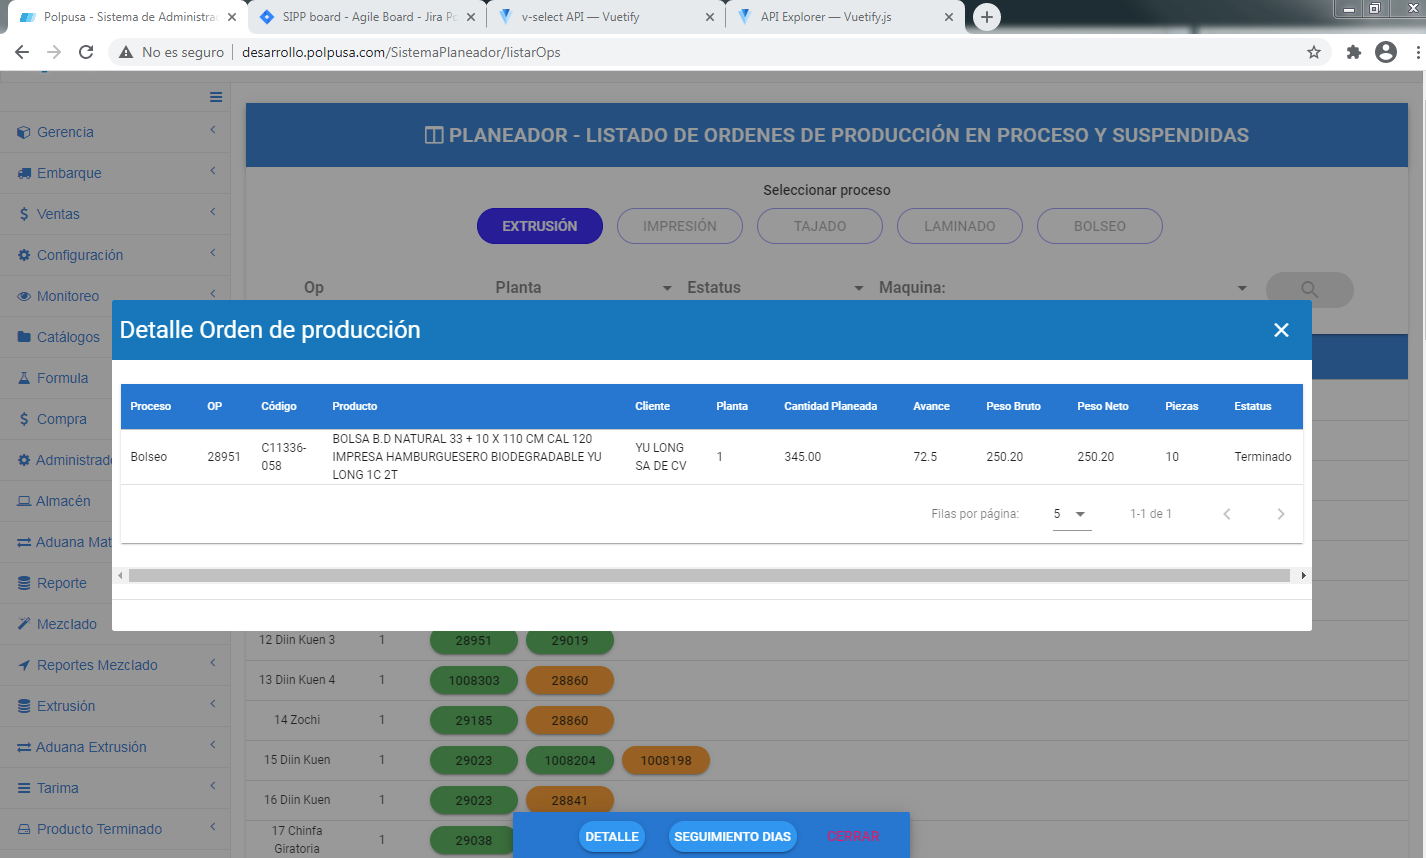 Polpusa - Sistema de Administrac
SIPP board - Agile Board - Jira Po
v-select API — Vuetify
API Explorer — Vuetify.js
No es seguro
desarrollo.polpusa.com/SistemaPlaneador/listarOps
Gerencia
Embarque
Ventas
Configuración
Monitoreo
Catálogos
Formula
Compra
Administrado
Almacén
Aduana Mat
Reporte
Mezclado
Reportes Mezclado
Extrusión
Aduana Extrusión
Tarima
Producto Terminado
PLANEADOR - LISTADO DE ORDENES DE PRODUCCIÓN EN PROCESO Y SUSPENDIDAS
Seleccionar proceso
EXTRUSIÓN IMPRESIÓN TAJADO LAMINADO BOLSEO
Op Planta Estatus Maquina:
Detalle Orden de producción
Proceso OP Código Producto Cliente Planta Cantidad Planeada Avance Peso Bruto Peso Neto Piezas Estatus
Bolseo 28951 C11336-058 BOLSA B.D NATURAL 33 + 10 X 110 CM CAL 120 IMPRESA HAMBURGUESERO BIODEGRADABLE YU LONG 1C 2T YU LONG SA DE CV 1 345.00 72.5 250.20 250.20 10 Terminado
Filas por página: 5 1-1 de 1
12 Diin Kuen 3 1 28951 29019
13 Diin Kuen 4 1 1008303 28860
14 Zochi 1 29185 28860
15 Diin Kuen 1 29023 1008204 1008198
16 Diin Kuen 1 29023 28841
17 Chinfa Giratoria 1 29038
DETALLE SEGUIMIENTO DIAS CERRAR